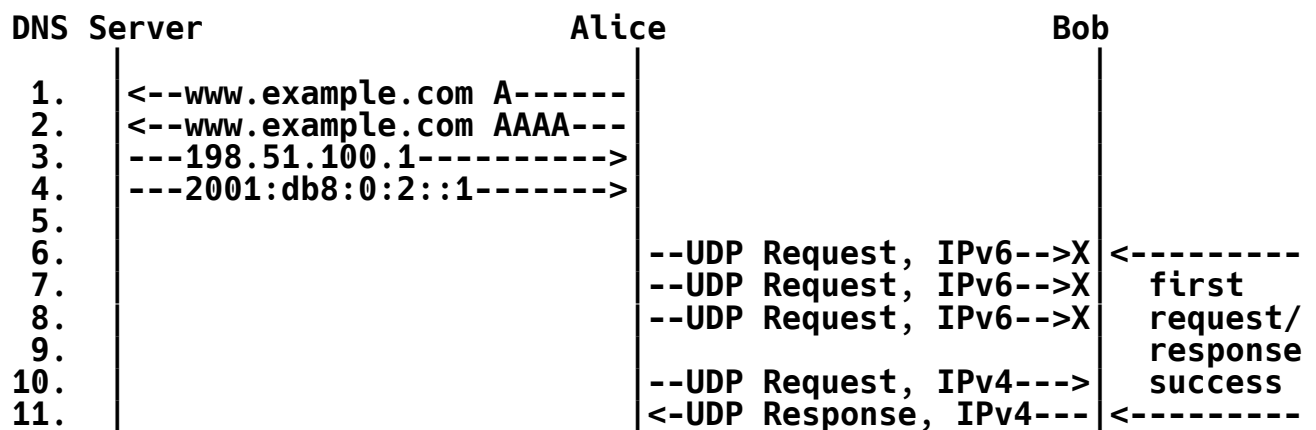 DNS Server                   Alice                    Bob
     |                          |                       |
 1.  |<--www.example.com A------|                       |
 2.  |<--www.example.com AAAA---|                       |
 3.  |---198.51.100.1---------->|                       |
 4.  |---2001:db8:0:2::1------->|                       |
 5.  |                          |                       |
 6.  |                          |--UDP Request, IPv6-->X|<---------
 7.  |                          |--UDP Request, IPv6-->X|  first
 8.  |                          |--UDP Request, IPv6-->X|  request/
 9.  |                          |                       |  response
10.  |                          |--UDP Request, IPv4--->|  success
11.  |                          |<-UDP Response, IPv4---|<---------